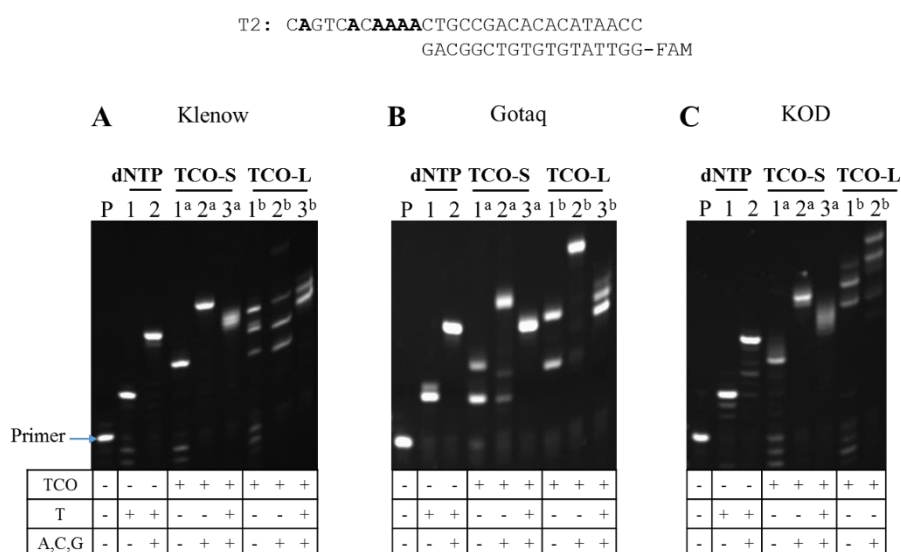 T2: CAGTCACAAAACTGCCGACACACATAACC
GACGGCTGTGTGTATTGG-FAM
A Klenow B Gotaq C KOD
dNTP TCO-S TCO-L dNTP TCO-S TCO-L dNTP TCO-S TCO-L
P 1 2 1ᵃ 2ᵃ 3ᵃ 1ᵇ 2ᵇ 3ᵇ P 1 2 1ᵃ 2ᵃ 3ᵃ 1ᵇ 2ᵇ 3ᵇ P 1 2 1ᵃ 2ᵃ 3ᵃ 1ᵇ 2ᵇ
Primer
TCO - - - + + + + + + - - - + + + + + + - - - + + + + +
T - + + - - + - - + - + + - - + - - + - + + - - + - -
A,C,G - - + - + + - + + - - + - + + - + + - - + - + + - +